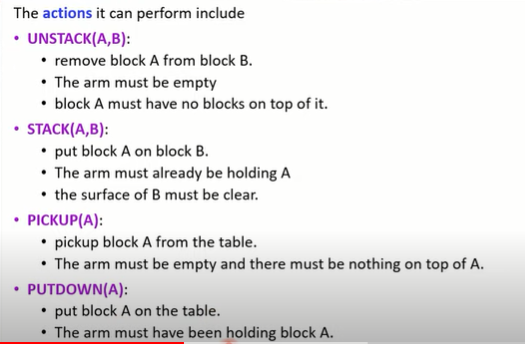 The actions it can perform include
• UNSTACK(A,B):
• remove block A from block B.
• The arm must be empty
• block A must have no blocks on top of it.
• STACK(A,B):
• put block A on block B.
• The arm must already be holding A
• the surface of B must be clear.
• PICKUP(A):
• pickup block A from the table.
• The arm must be empty and there must be nothing on top of A.
• PUTDOWN(A):
• put block A on the table.
• The arm must have been holding block A.